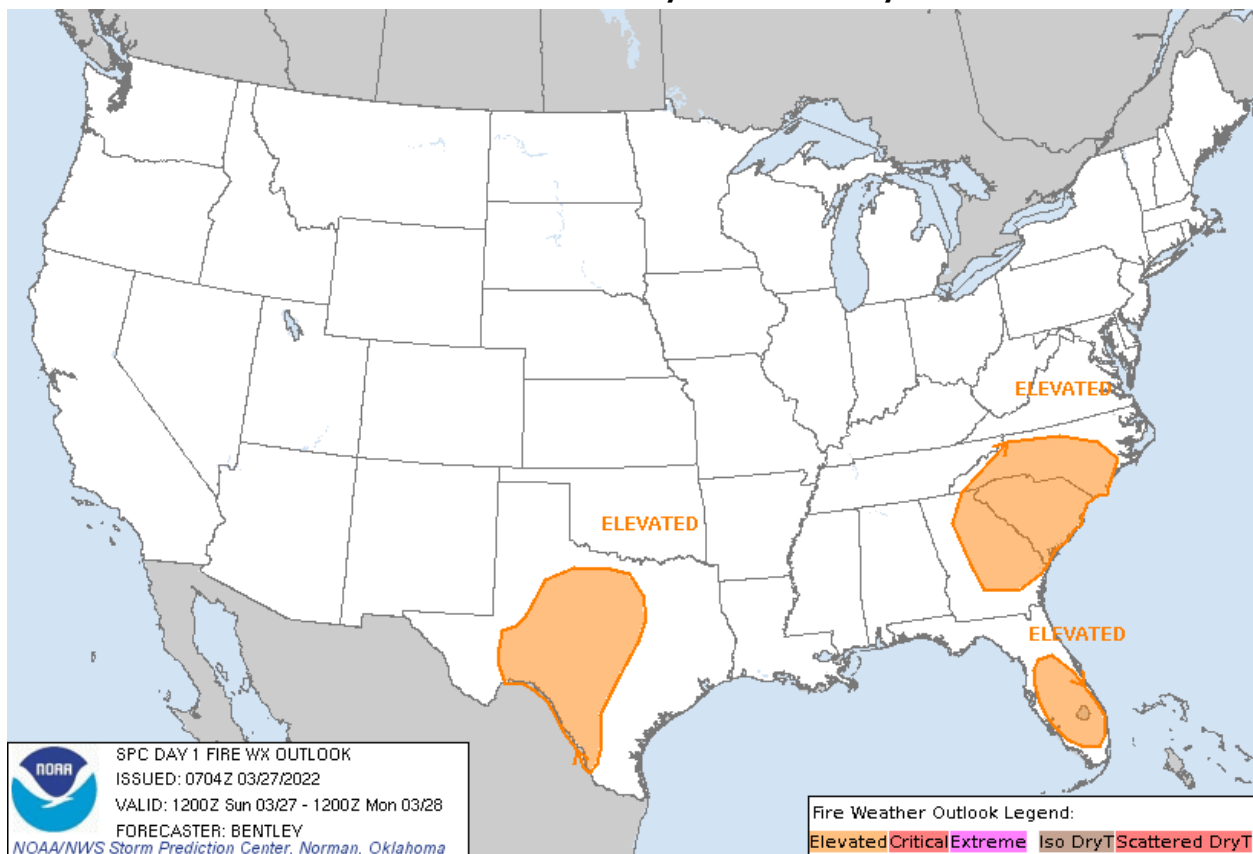 ELEVATED
ELEVATED
ELEVATED
NOAA
SPC DAY 1 FIRE WX OUTLOOK
ISSUED: 0704Z 03/27/2022
VALID: 1200Z Sun 03/27 - 1200Z Mon 03/28
FORECASTER: BENTLEY
NOAA/NWS Storm Prediction Center, Norman, Oklahoma
Fire Weather Outlook Legend:
Elevated Critical Extreme Iso DryT Scattered DryT